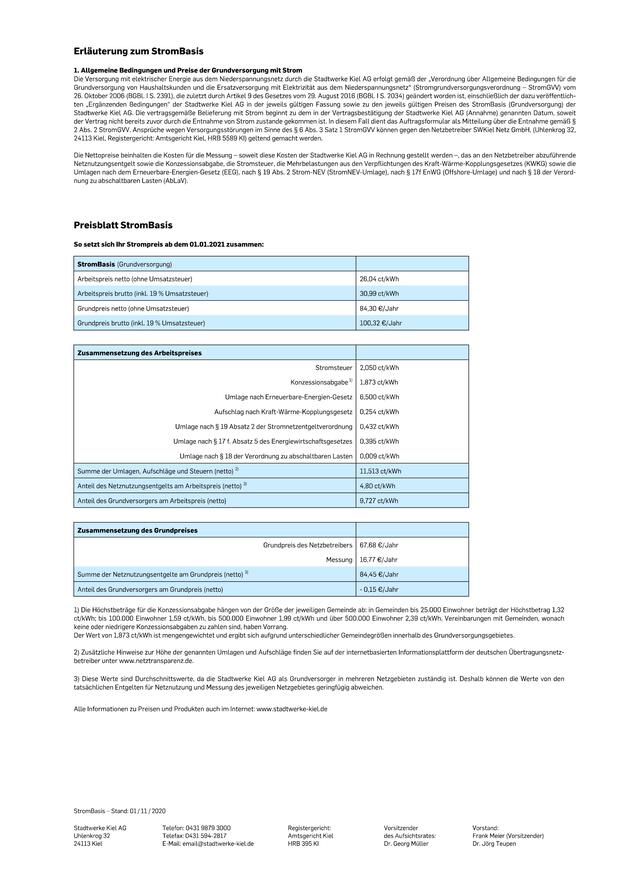 Erläuterung zum StromBasis
1. Allgemeine Bedingungen und Preise der Grundversorgung mit Strom
Die Versorgung mit elektrischer Energie aus dem Niederspannungsnetz durch die Stadtwerke Kiel AG erfolgt gemäß der „Verordnung über Allgemeine Bedingungen für die
Grundversorgung von Haushaltskunden und die Ersatzversorgung mit Elektrizität aus dem Niederspannungsnetz“ (Stromgrundversorgungsverordnung – StromGVV) vom
26. Oktober 2006 (BGBL I S. 2391), die zuletzt durch Artikel 9 des Gesetzes vom 29. August 2016 (BGBL I S. 2034) geändert worden ist, einschließlich der dazu veröffentlich-
ten „Ergänzenden Bedingungen“ der Stadtwerke Kiel AG in der jeweils gültigen Fassung sowie zu den jeweils gültigen Preisen des StromBasis (Grundversorgung) der
Stadtwerke Kiel AG. Die vertragsgemäße Belieferung mit Strom beginnt zu dem in der Vertragsbestätigung der Stadtwerke Kiel AG (Annahme) genannten Datum, soweit
der Vertrag nicht bereits zuvor durch die Entnahme von Strom zustande gekommen ist. In diesem Fall dient das Auftragsformular als Mitteilung über die Entnahme gemäß §
2 Abs. 2 StromGVV. Ansprüche wegen Versorgungsstörungen im Sinne des § 6 Abs. 3 Satz 1 StromGVV können gegen den Netzbetreiber SWKiel Netz GmbH, (Uhlenkrog 32,
24113 Kiel, Registergericht: Amtsgericht Kiel, HRB 5589 KI) geltend gemacht werden.
Die Nettopreise beinhalten die Kosten für die Messung – soweit diese Kosten der Stadtwerke Kiel AG in Rechnung gestellt werden –, das an den Netzbetreiber abzuführende
Netznutzungsentgelt sowie die Konzessionsabgabe, die Stromsteuer, die Mehrbelastungen aus den Verpflichtungen des Kraft-Wärme-Kopplungsgesetzes (KWKG) sowie die
Umlagen nach dem Erneuerbare-Energien-Gesetz (EEG), nach § 19 Abs. 2 Strom-NEV (StromNEV-Umlage), nach § 17f EnWG (Offshore-Umlage) und nach § 18 der Verord-
nung zu abschaltbaren Lasten (AbLaV).
Preisblatt StromBasis
So setzt sich Ihr Strompreis ab dem 01.01.2021 zusammen:
StromBasis (Grundversorgung)
Arbeitspreis netto (ohne Umsatzsteuer) 26,04 ct/kWh
Arbeitspreis brutto (inkl. 19 % Umsatzsteuer) 30,99 ct/kWh
Grundpreis netto (ohne Umsatzsteuer) 84,30 €/Jahr
Grundpreis brutto (inkl. 19 % Umsatzsteuer) 100,32 €/Jahr
Zusammensetzung des Arbeitspreises
Stromsteuer 2,050 ct/kWh
Konzessionsabgabe 1) 1,873 ct/kWh
Umlage nach Erneuerbare-Energien-Gesetz 6,500 ct/kWh
Aufschlag nach Kraft-Wärme-Kopplungsgesetz 0,254 ct/kWh
Umlage nach § 19 Absatz 2 der Stromnetzentgeltverordnung 0,432 ct/kWh
Umlage nach § 17 f. Absatz 5 des Energiewirtschaftsgesetzes 0,395 ct/kWh
Umlage nach § 18 der Verordnung zu abschaltbaren Lasten 0,009 ct/kWh
Summe der Umlagen, Aufschläge und Steuern (netto) 2) 11,513 ct/kWh
Anteil des Netznutzungsentgelts am Arbeitspreis (netto) 3) 4,80 ct/kWh
Anteil des Grundversorgers am Arbeitspreis (netto) 9,727 ct/kWh
Zusammensetzung des Grundpreises
Grundpreis des Netzbetreibers 67,68 €/Jahr
Messung 16,77 €/Jahr
Summe der Netznutzungsentgelte am Grundpreis (netto) 3) 84,45 €/Jahr
Anteil des Grundversorgers am Grundpreis (netto) - 0,15 €/Jahr
1) Die Höchstbeträge für die Konzessionsabgabe hängen von der Größe der jeweiligen Gemeinde ab: in Gemeinden bis 25.000 Einwohner beträgt der Höchstbetrag 1,32
ct/kWh; bis 100.000 Einwohner 1,59 ct/kWh, bis 500.000 Einwohner 1,99 ct/kWh und über 500.000 Einwohner 2,39 ct/kWh. Vereinbarungen mit Gemeinden, wonach
keine oder niedrigere Konzessionsabgaben zu zahlen sind, haben Vorrang.
Der Wert von 1,873 ct/kWh ist mengengewichtet und ergibt sich aufgrund unterschiedlicher Gemeindegrößen innerhalb des Grundversorgungsgebietes.
2) Zusätzliche Hinweise zur Höhe der genannten Umlagen und Aufschläge finden Sie auf der internetbasierten Informationsplattform der deutschen Übertragungsnetz-
betreiber unter www.netztransparenz.de.
3) Diese Werte sind Durchschnittswerte, da die Stadtwerke Kiel AG als Grundversorger in mehreren Netzgebieten zuständig ist. Deshalb können die Werte von den
tatsächlichen Entgelten für Netznutzung und Messung des jeweiligen Netzgebietes geringfügig abweichen.
Alle Informationen zu Preisen und Produkten auch im Internet: www.stadtwerke-kiel.de
StromBasis – Stand: 01 / 11 / 2020
Stadtwerke Kiel AG Telefon: 0431 9879 3000 Registergericht: Vorsitzender Vorstand:
Uhlenkrog 32 Telefax: 0431 594-2817 Amtsgericht Kiel des Aufsichtsrates: Frank Meier (Vorsitzender)
24113 Kiel E-Mail: email@stadtwerke-kiel.de HRB 395 KI Dr. Georg Müller Dr. Jörg Teupen